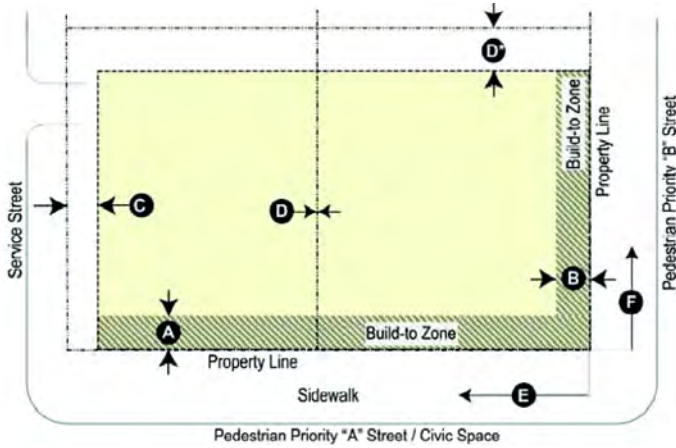 D*
Build-to Zone
Property Line
Pedestrian Priority "B" Street
Service Street
C
D
B
F
A
Build-to Zone
Property Line
Sidewalk
E
Pedestrian Priority "A" Street / Civic Space